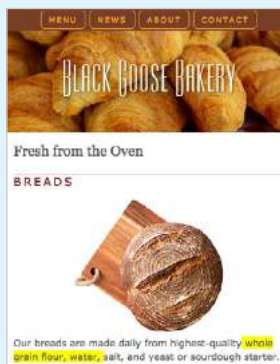 MENU NEWS ABOUT CONTACT
BLACK GOOSE BAKERY
Fresh from the Oven
BREADS
Our breads are made daily from highest-quality whole
grain flour, water, salt, and yeast or sourdough starter.